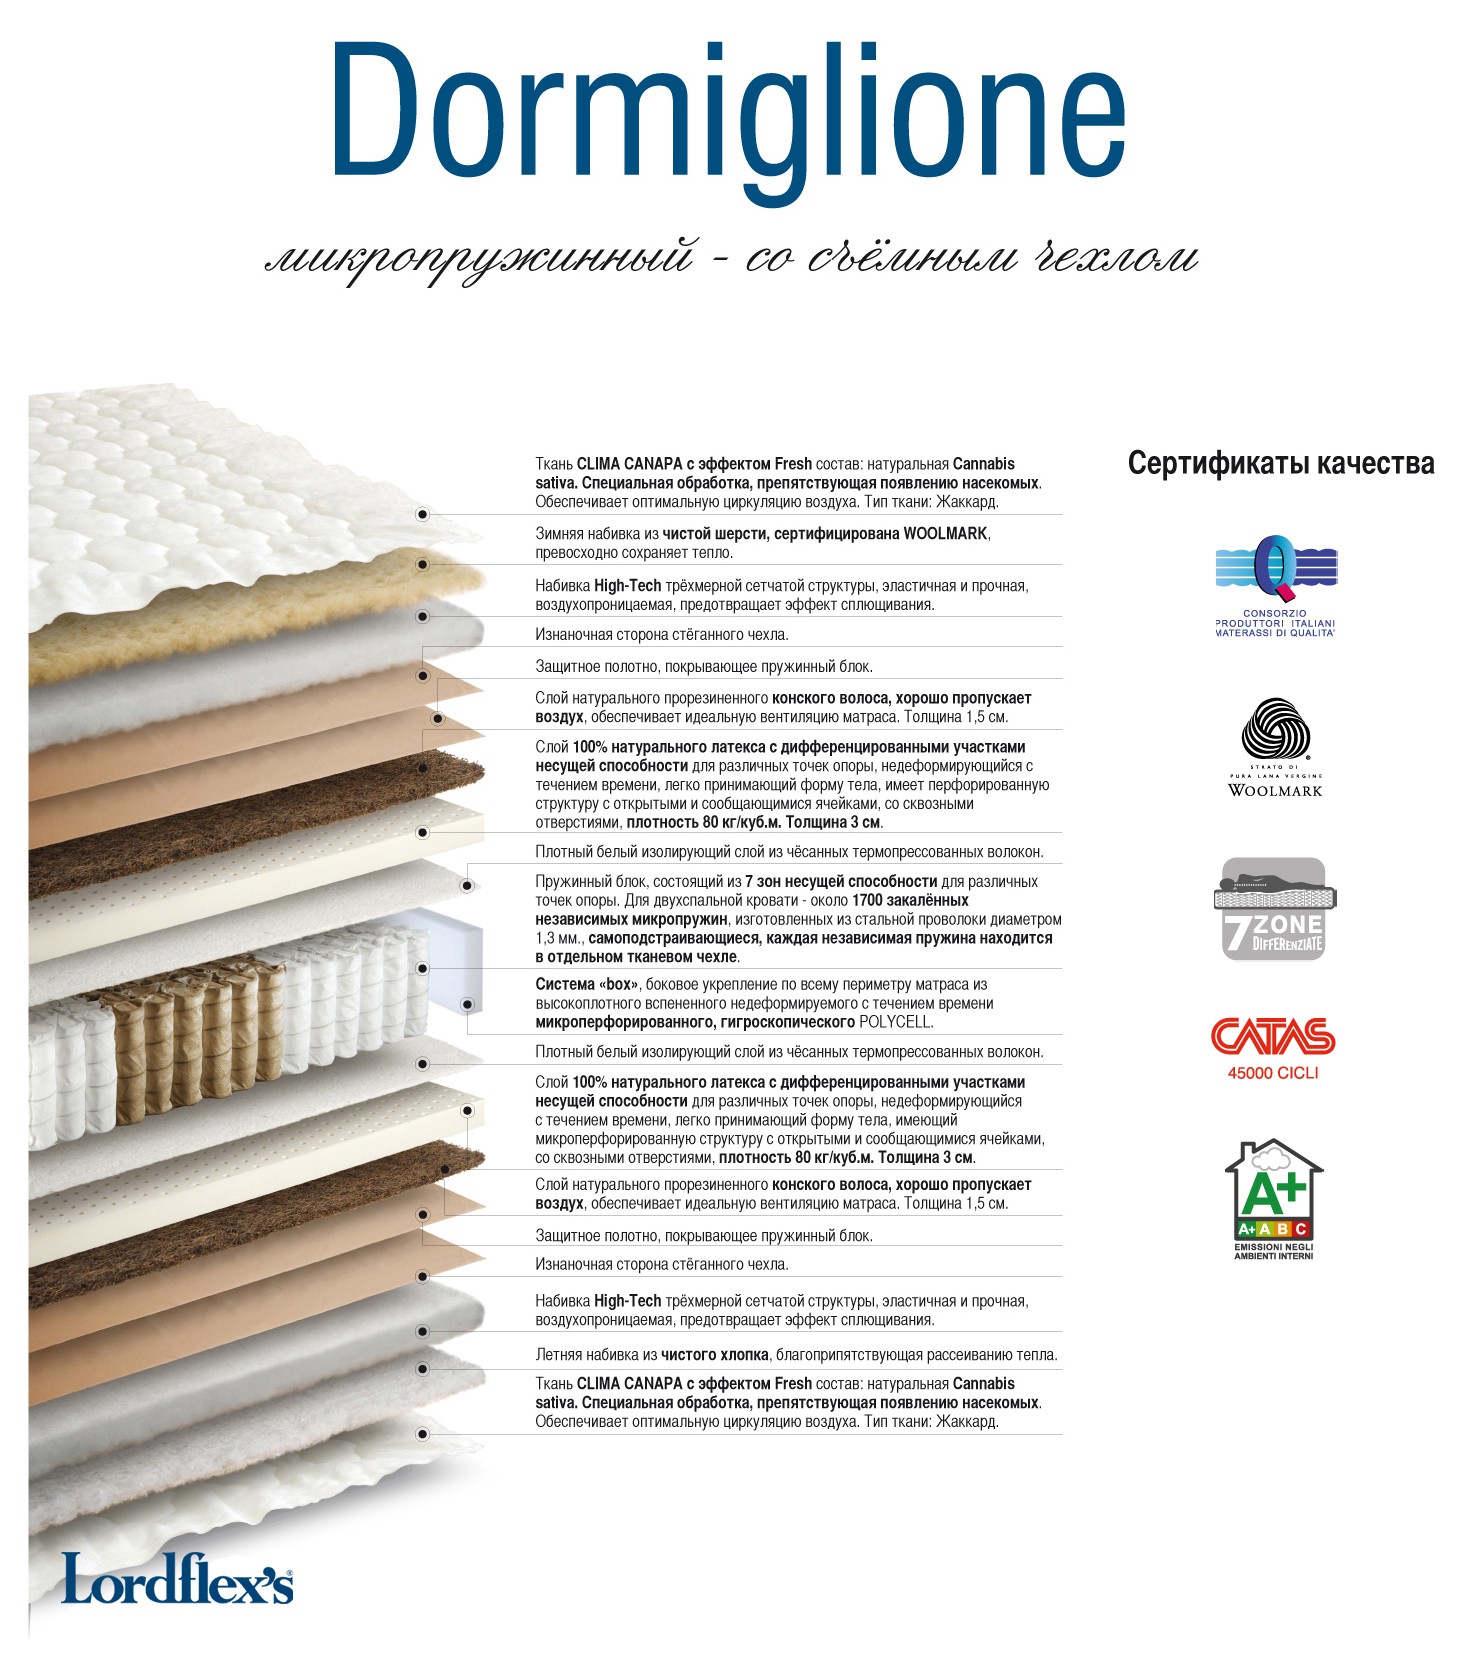 Dormiglione
микропружинный - со съёмным чехлом
Ткань CLIMA CANAPA с эффектом Fresh состав: натуральная Cannabis
sativa. Специальная обработка, препятствующая появлению насекомых.
Обеспечивает оптимальную циркуляцию воздуха. Тип ткани: Жаккард.
Зимняя набивка из чистой шерсти, сертифицирована WOOLMARK,
превосходно сохраняет тепло.
Набивка High-Tech трёхмерной сетчатой структуры, эластичная и прочная,
воздухопроницаемая, предотвращает эффект сплющивания.
Изнаночная сторона стёганного чехла.
Защитное полотно, покрывающее пружинный блок.
Слой натурального прорезиненного конского волоса, хорошо пропускает
воздух, обеспечивает идеальную вентиляцию матраса. Толщина 1,5 см.
Слой 100% натурального латекса с дифференцированными участками
несущей способности для различных точек опоры, недеформирующийся с
течением времени, легко принимающий форму тела, имеет перфорированную
структуру с открытыми и сообщающимися ячейками, со сквозными
отверстиями, плотность 80 кг/куб.м. Толщина 3 см.
Плотный белый изолирующий слой из чёсанных термопрессованных волокон.
Пружинный блок, состоящий из 7 зон несущей способности для различных
точек опоры. Для двухспальной кровати - около 1700 закалённых
независимых микропружин, изготовленных из стальной проволоки диаметром
1,3 мм., самоподстраивающиеся, каждая независимая пружина находится
в отдельном тканевом чехле.
Система «box», боковое укрепление по всему периметру матраса из
высокоплотного вспененного недеформируемого с течением времени
микроперфорированного, гигроскопического POLYCELL.
Плотный белый изолирующий слой из чёсанных термопрессованных волокон.
Слой 100% натурального латекса с дифференцированными участками
несущей способности для различных точек опоры, недеформирующийся
с течением времени, легко принимающий форму тела, имеющий
микроперфорированную структуру с открытыми и сообщающимися ячейками,
со сквозными отверстиями, плотность 80 кг/куб.м. Толщина 3 см.
Слой натурального прорезиненного конского волоса, хорошо пропускает
воздух, обеспечивает идеальную вентиляцию матраса. Толщина 1,5 см.
Защитное полотно, покрывающее пружинный блок.
Изнаночная сторона стёганного чехла.
Набивка High-Tech трёхмерной сетчатой структуры, эластичная и прочная,
воздухопроницаемая, предотвращает эффект сплющивания.
Летняя набивка из чистого хлопка, благоприпятствующая рассеиванию тепла.
Ткань CLIMA CANAPA с эффектом Fresh состав: натуральная Cannabis
sativa. Специальная обработка, препятствующая появлению насекомых.
Обеспечивает оптимальную циркуляцию воздуха. Тип ткани: Жаккард.
Lordflex's®
Сертификаты качества
Q
CONSORZIO
PRODUTTORI ITALIANI
MATERASSI DI QUALITA'
STRATO DI
PURA LANA VERGINE
WOOLMARK
7 ZONE
DIFFERENZIATE
CATAS
45000 CICLI
A+
A+ A B C
EMISSIONI NEGLI
AMBIENTI INTERNI